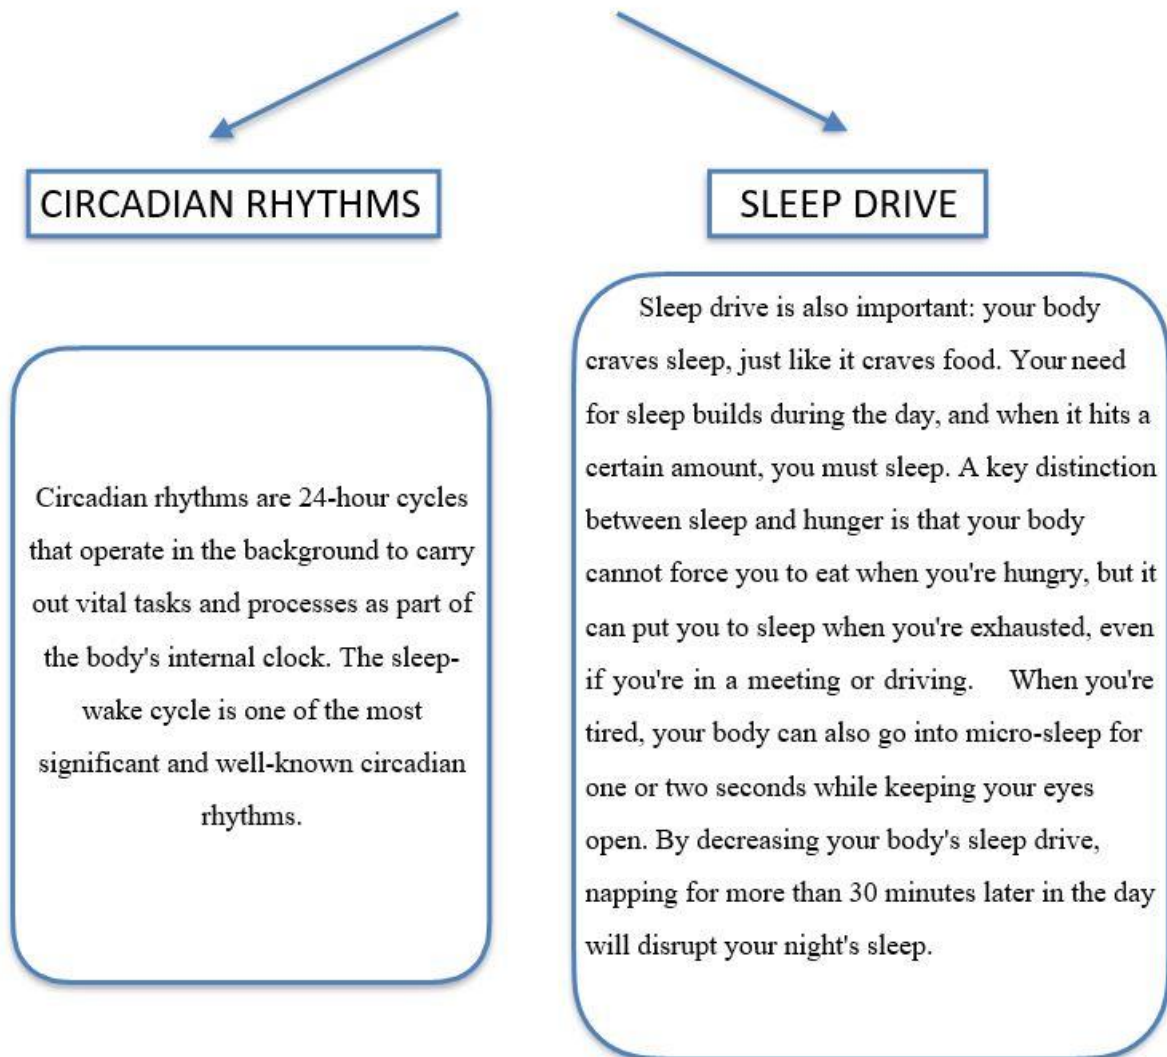 CIRCADIAN RHYTHMS
SLEEP DRIVE
Circadian rhythms are 24-hour cycles
that operate in the background to carry
out vital tasks and processes as part of
the body's internal clock. The sleep-
wake cycle is one of the most
significant and well-known circadian
rhythms.
Sleep drive is also important: your body
craves sleep, just like it craves food. Your need
for sleep builds during the day, and when it hits a
certain amount, you must sleep. A key distinction
between sleep and hunger is that your body
cannot force you to eat when you're hungry, but it
can put you to sleep when you're exhausted, even
if you're in a meeting or driving. When you're
tired, your body can also go into micro-sleep for
one or two seconds while keeping your eyes
open. By decreasing your body's sleep drive,
napping for more than 30 minutes later in the day
will disrupt your night's sleep.